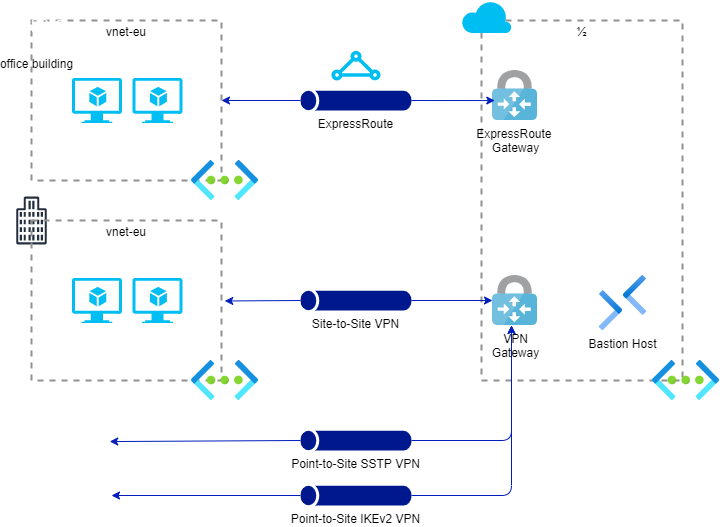 vnet-eu
½
office building
ExpressRoute
ExpressRoute
Gateway
vnet-eu
Site-to-Site VPN
VPN
Gateway
Bastion Host
Point-to-Site SSTP VPN
Point-to-Site IKEv2 VPN